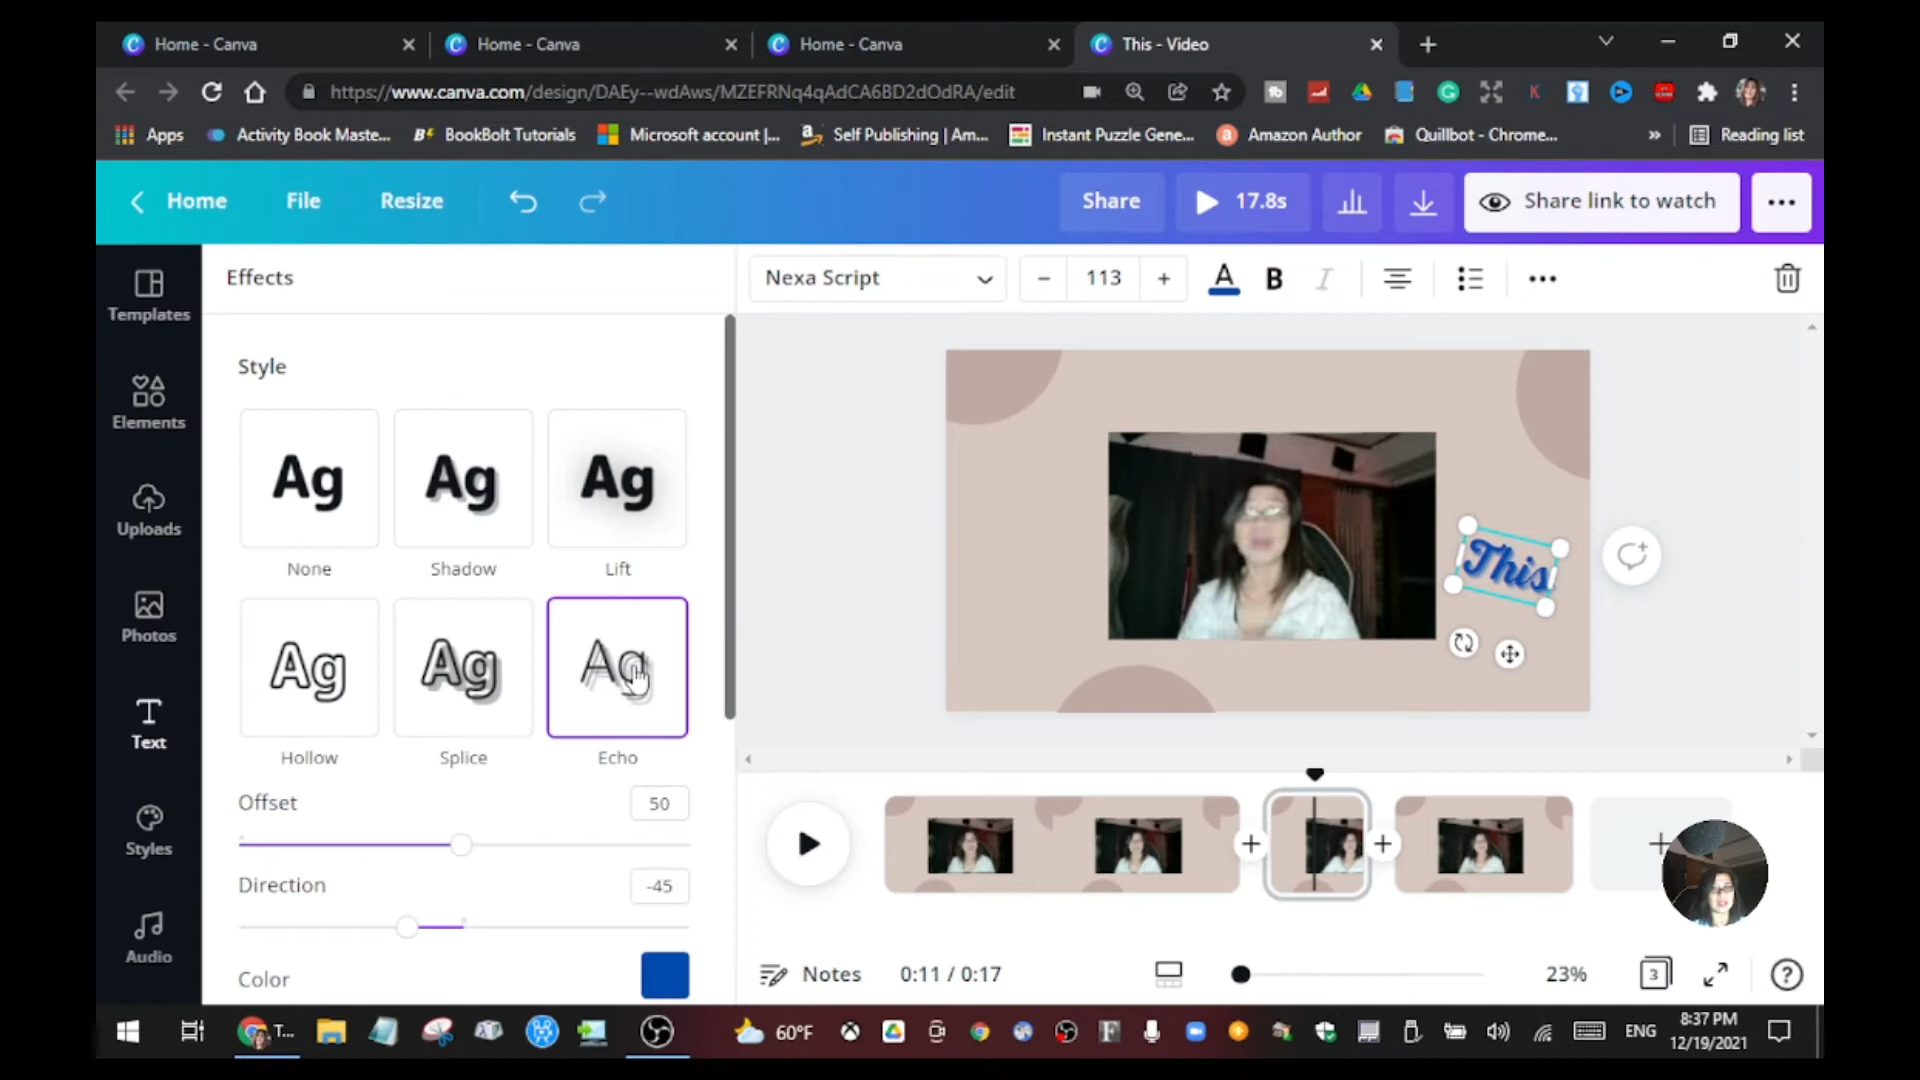 Home - Canva
Home - Canva
Home - Canva
This - Video
https://www.canva.com/design/DAEy--wdAws/MZEFRNq4qAdCA6BD2dOdRA/edit
Apps
Activity Book Maste...
BookBolt Tutorials
Microsoft account |...
Self Publishing | Am...
Instant Puzzle Gene...
Amazon Author
Quillbot - Chrome...
»
Reading list
Home
File
Resize
Share
17.8s
Share link to watch
Templates
Elements
Uploads
Photos
Text
Styles
Audio
Effects
Nexa Script
113
A
B
I
Style
Ag
Ag
Ag
None
Shadow
Lift
Ag
Ag
Ag
Hollow
Splice
Echo
Offset
50
Direction
-45
Color
This
Notes
0:11 / 0:17
23%
3
T...
60°F
ENG
8:37 PM
12/19/2021